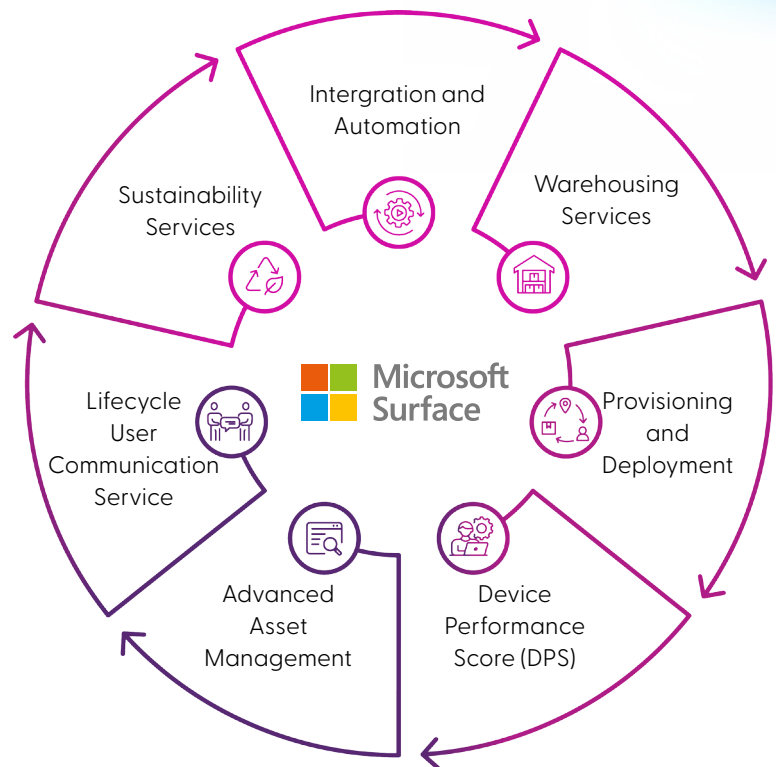 Intergration and
Automation
Warehousing
Services
Provisioning
and
Deployment
Device
Performance
Score (DPS)
Advanced
Asset
Management
Lifecycle
User
Communication
Service
Sustainability
Services
Microsoft
Surface